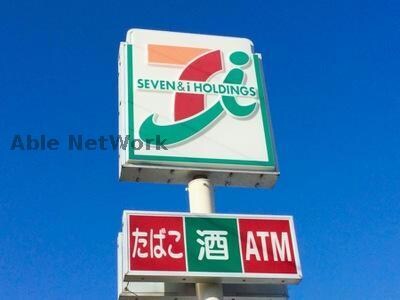 SEVEN & i HOLDINGS
Able NetWork
たばこ 酒 ATM